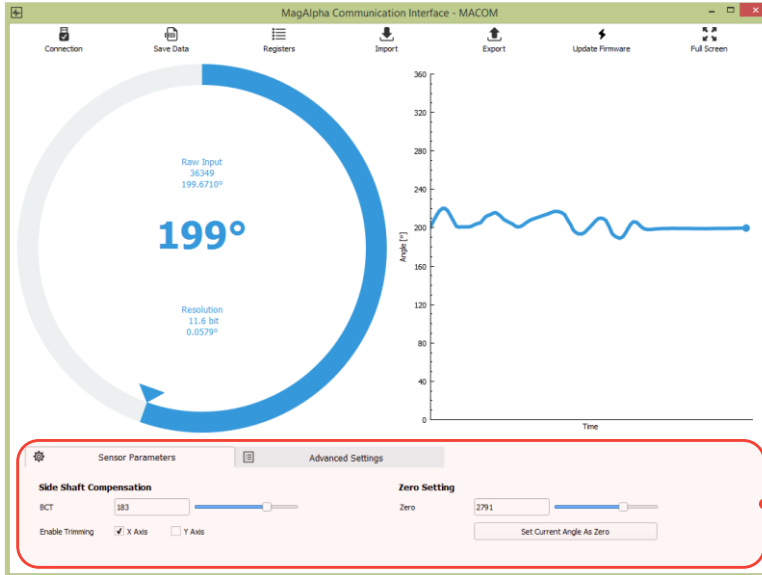 MagAlpha Communication Interface - MACOM
Connection Save Data Registers Import Export Update Firmware Full Screen
Raw Input
36349
199.6710°
199°
Resolution
11.6 bit
0.0579°
360
320
280
240
200
160
120
80
40
0
Angle [°]
Time
Sensor Parameters Advanced Settings
Side Shaft Compensation Zero Setting
BCT 183 Zero 2791
Enable Trimming X Axis Y Axis Set Current Angle As Zero